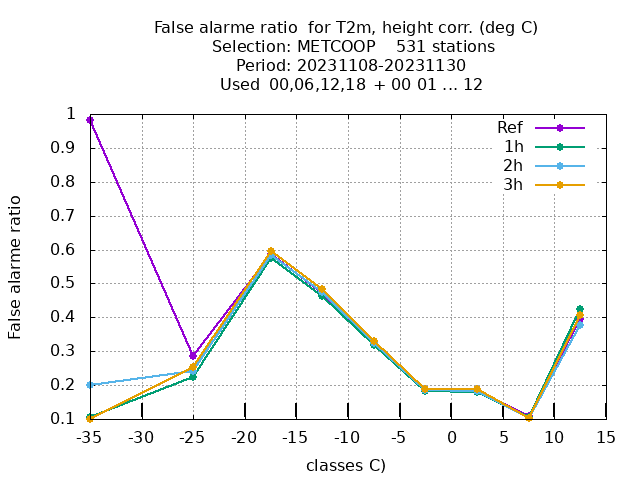 False alarme ratio  for T2m, height corr. (deg C)
Selection: METCOOP    531 stations
Period: 20231108-20231130
Used  00,06,12,18  + 00 01 ... 12
1
0.9
0.8
0.7
0.6
0.5
0.4
0.3
0.2
0.1
False alarme ratio
Ref
1h
2h
3h
-35 -30 -25 -20 -15 -10 -5 0 5 10 15
classes C)